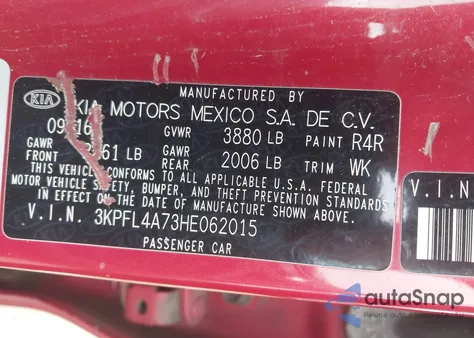 MANUFACTURED BY
KIA KIA MOTORS MEXICO S.A. DE C.V.
GVWR 3880 LB PAINT R4R
GAWR FRONT LB GAWR REAR 2006 LB TRIM WK
THIS VEHICLE CONFORMS TO ALL APPLICABLE U.S.A. FEDERAL
MOTOR VEHICLE SAFETY, BUMPER, AND THEFT PREVENTION STANDARDS
IN EFFECT ON THE DATE OF MANUFACTURE SHOWN ABOVE.
V.I.N. 3KPFL4A73HE062015
PASSENGER CAR
V.I.N.
autoSnap